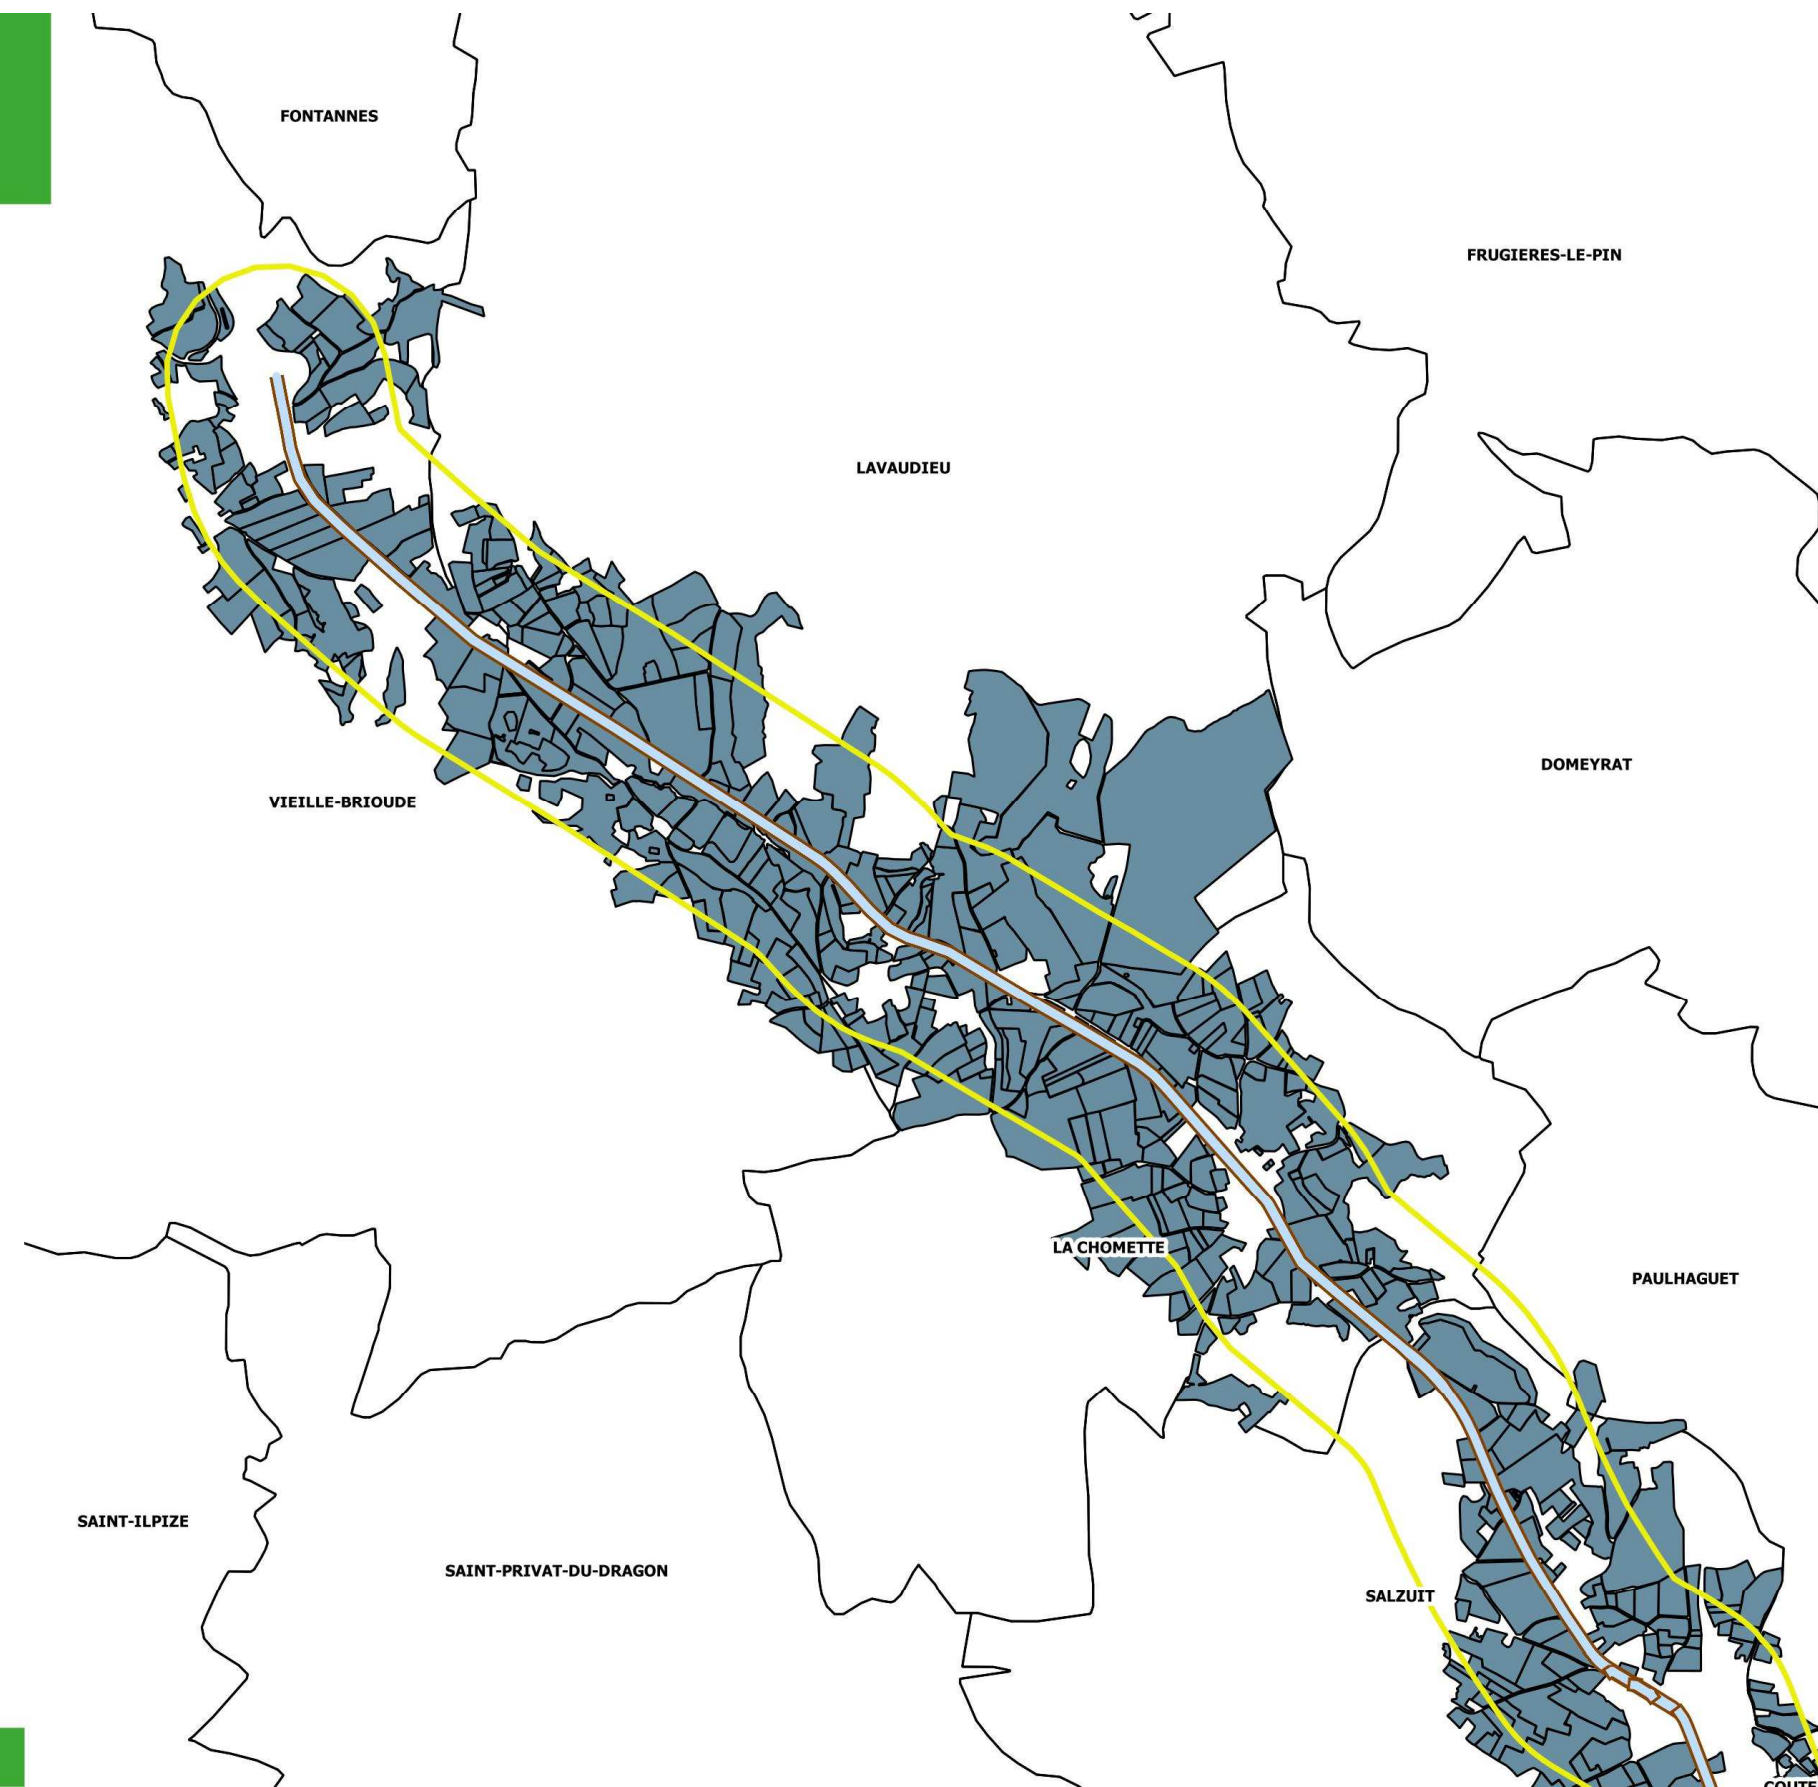 FONTANNES
FRUGIERES-LE-PIN
LAVAUDIEU
DOMEYRAT
VIEILLE-BRIOUDE
LA CHOMETTE
PAULHAGUET
SAINT-ILPIZE
SAINT-PRIVAT-DU-DRAGON
SALZUIT